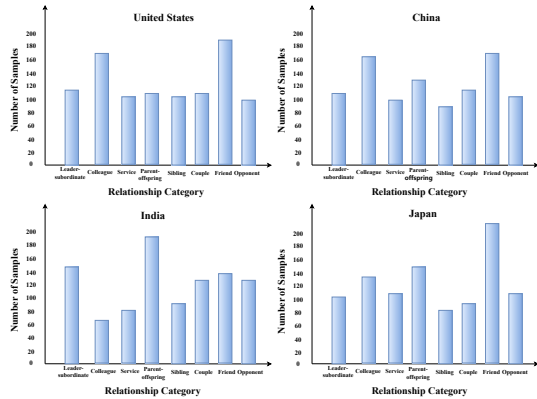 United States
Number of Samples
200
180
160
140
120
100
80
60
40
20
0
Leader-
subordinate
Colleague
Service
Parent-
offspring
Sibling
Couple
Friend
Opponent
Relationship Category
China
Number of Samples
200
180
160
140
120
100
80
60
40
20
0
Leader-
subordinate
Colleague
Service
Parent-
offspring
Sibling
Couple
Friend
Opponent
Relationship Category
India
Number of Samples
200
180
160
140
120
100
80
60
40
20
0
Leader-
subordinate
Colleague
Service
Parent-
offspring
Sibling
Couple
Friend
Opponent
Relationship Category
Japan
Number of Samples
200
180
160
140
120
100
80
60
40
20
0
Leader-
subordinate
Colleague
Service
Parent-
offspring
Sibling
Couple
Friend
Opponent
Relationship Category